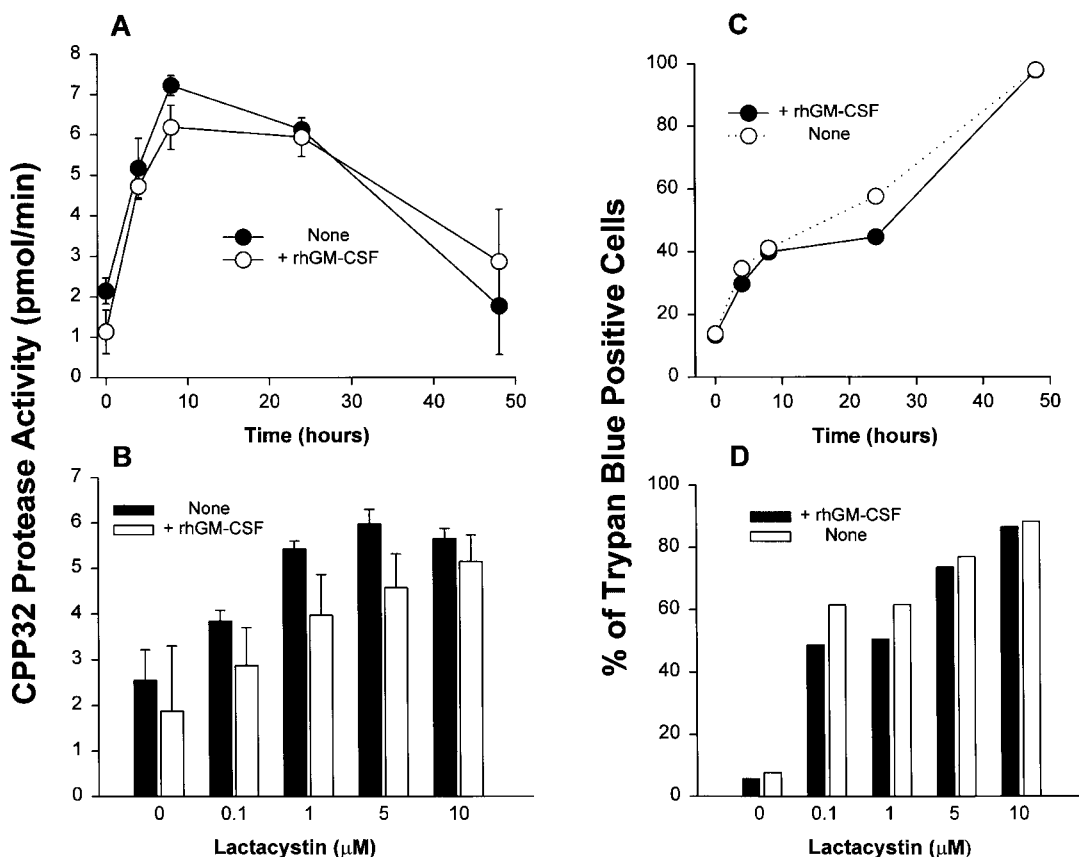 A
8
7
6
5
4
3
2
1
0
None
+ rhGM-CSF
0 10 20 30 40 50
Time (hours)
CPP32 Protease Activity (pmol/min)
B
7
6
5
4
3
2
1
0
None
+ rhGM-CSF
0 0.1 1 5 10
Lactacystin (μM)
C
100
80
60
40
20
0
+ rhGM-CSF
None
0 10 20 30 40 50
Time (hours)
% of Trypan Blue Positive Cells
D
100
80
60
40
20
0
+ rhGM-CSF
None
0 0.1 1 5 10
Lactacystin (μM)